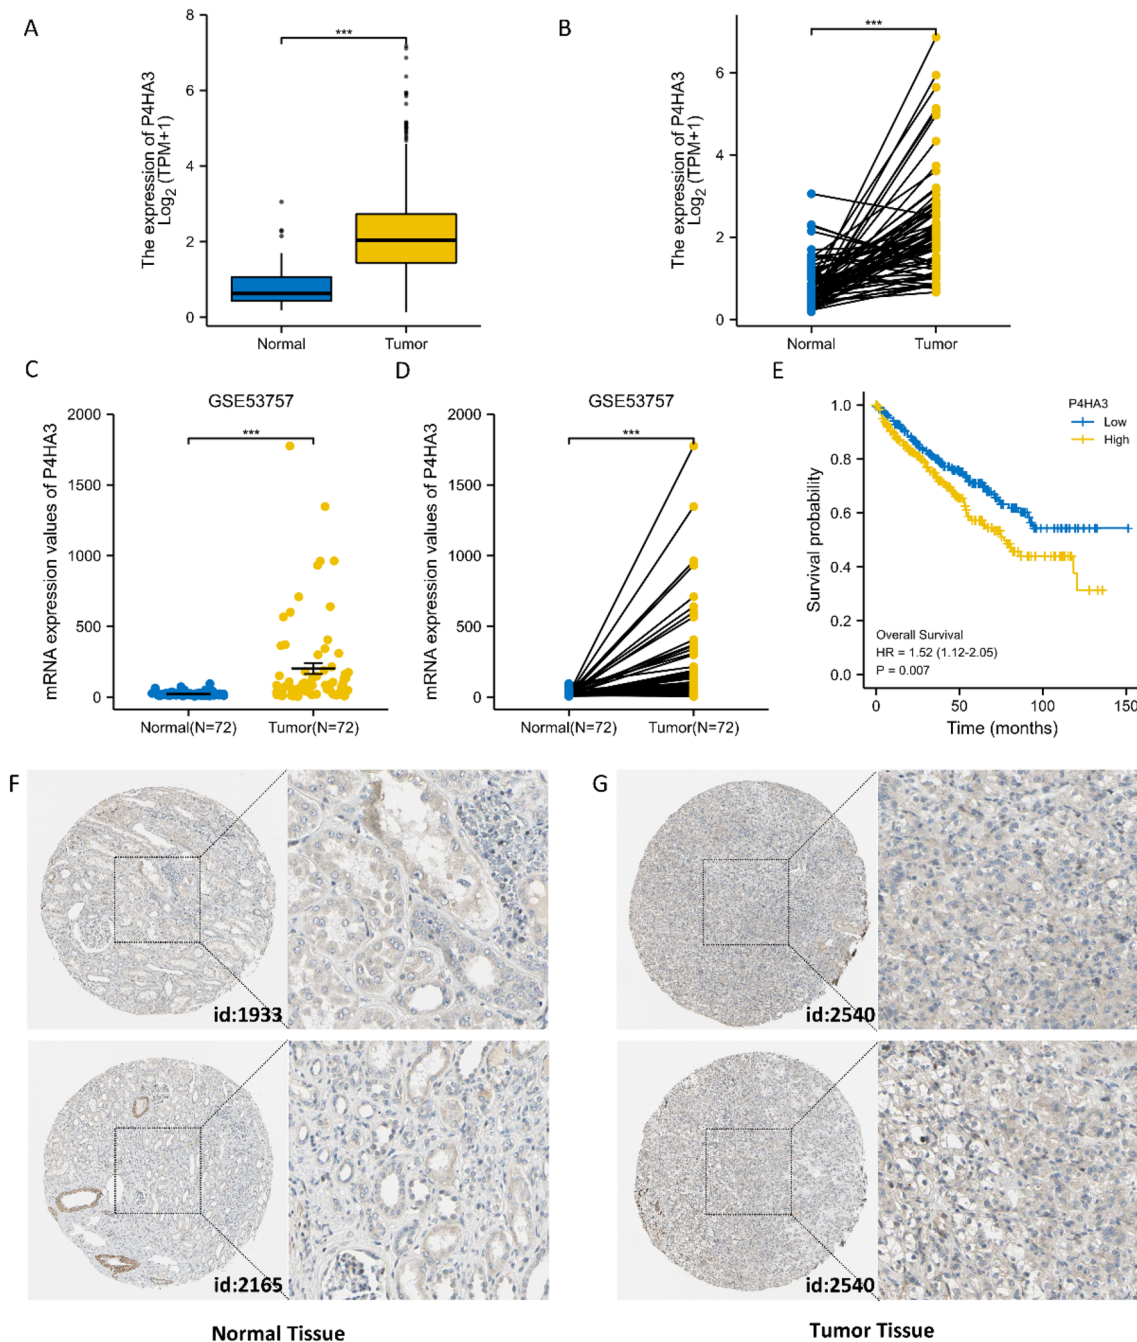 A
The expression of P4HA3
Log2 (TPM+1)
8
6
4
2
0
***
Normal
Tumor
B
The expression of P4HA3
Log2 (TPM+1)
6
4
2
0
***
Normal
Tumor
C
GSE53757
mRNA expression values of P4HA3
2000
1500
1000
500
0
***
Normal(N=72)
Tumor(N=72)
D
GSE53757
mRNA expression values of P4HA3
2000
1500
1000
500
0
***
Normal(N=72)
Tumor(N=72)
E
Survival probability
1.0
0.8
0.6
0.4
0.2
0.0
P4HA3
Low
High
Overall Survival
HR = 1.52 (1.12-2.05)
P = 0.007
0
50
100
150
Time (months)
F
id:1933
id:2165
Normal Tissue
G
id:2540
id:2540
Tumor Tissue